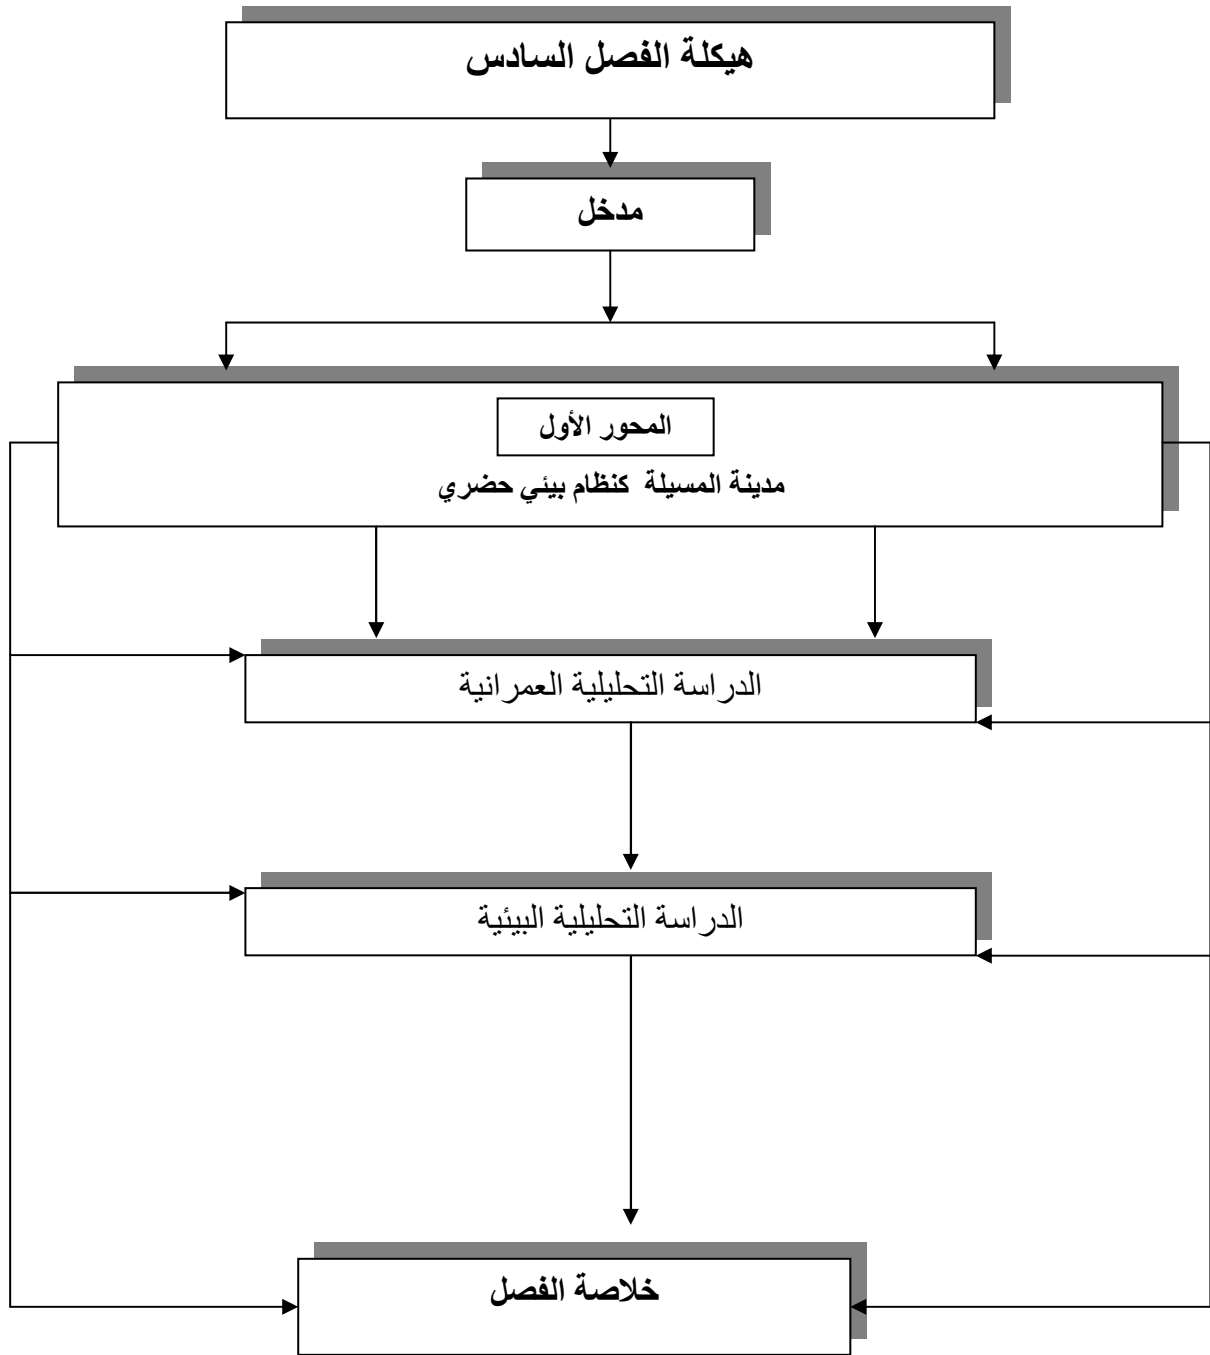 هيكلة الفصل السادس
مدخل
المحور الأول
مدينة المسيلة كنظام بيئي حضري
الدراسة التحليلية العمرانية
الدراسة التحليلية البيئية
خلاصة الفصل